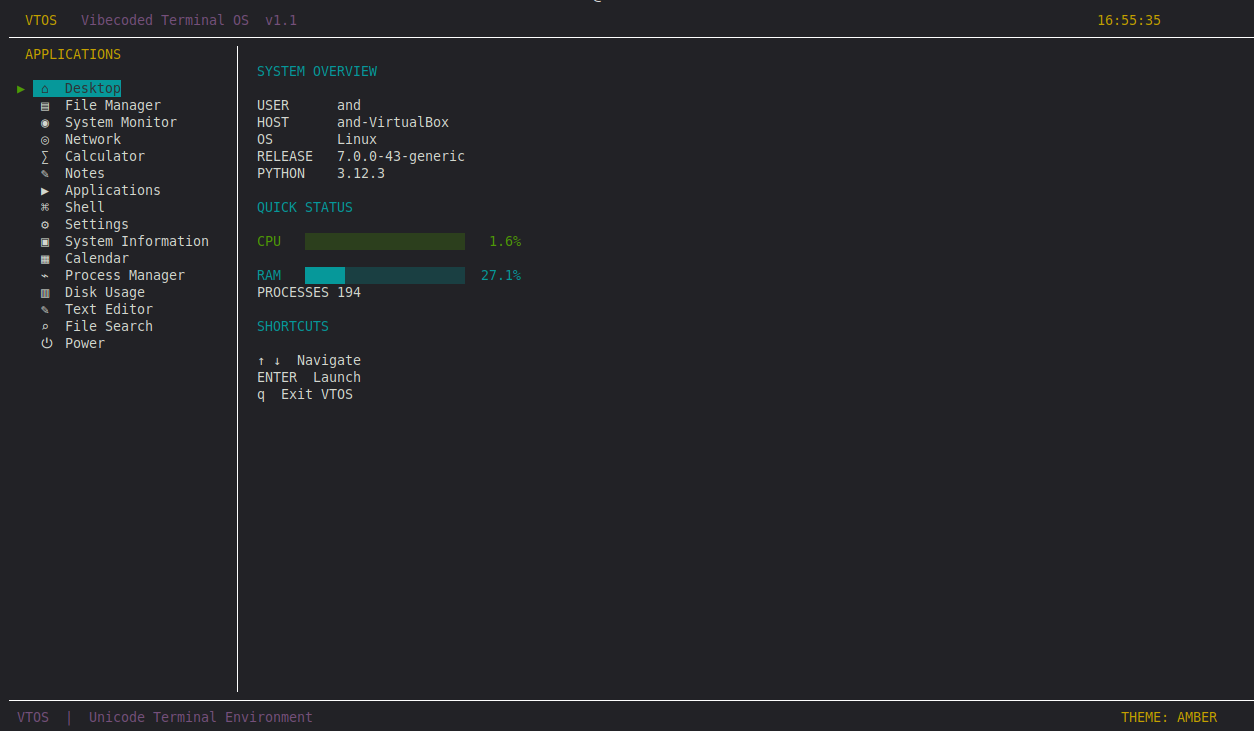 VTOS Vibecoded Terminal OS v1.1 16:55:35
APPLICATIONS
▶ ⌂ Desktop
▤ File Manager
◉ System Monitor
◎ Network
∑ Calculator
✎ Notes
▶ Applications
⌘ Shell
⚙ Settings
▣ System Information
▦ Calendar
⌁ Process Manager
▥ Disk Usage
✎ Text Editor
⌕ File Search
⏻ Power
SYSTEM OVERVIEW
USER and
HOST and-VirtualBox
OS Linux
RELEASE 7.0.0-43-generic
PYTHON 3.12.3
QUICK STATUS
CPU 1.6%
RAM 27.1%
PROCESSES 194
SHORTCUTS
↑ ↓ Navigate
ENTER Launch
q Exit VTOS
VTOS | Unicode Terminal Environment THEME: AMBER